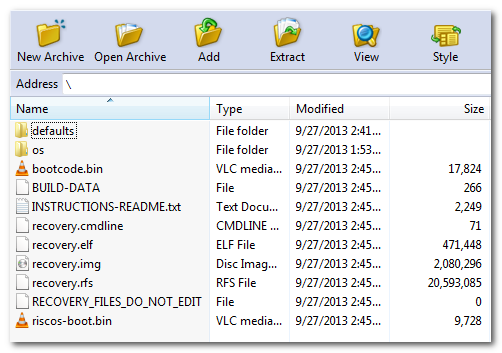 New Archive Open Archive Add Extract View Style
Address \
Name Type Modified Size
defaults File folder 9/27/2013 2:41...
os File folder 9/27/2013 1:53...
bootcode.bin VLC media... 9/27/2013 2:45... 17,824
BUILD-DATA File 9/27/2013 2:45... 266
INSTRUCTIONS-README.txt Text Docu... 9/27/2013 2:45... 2,249
recovery.cmdline CMDLINE ... 9/27/2013 2:45... 71
recovery.elf ELF File 9/27/2013 2:45... 471,448
recovery.img Disc Imag... 9/27/2013 2:45... 2,080,296
recovery.rfs RFS File 9/27/2013 2:45... 20,593,085
RECOVERY_FILES_DO_NOT_EDIT File 9/27/2013 2:45... 0
riscos-boot.bin VLC media... 9/27/2013 2:45... 9,728